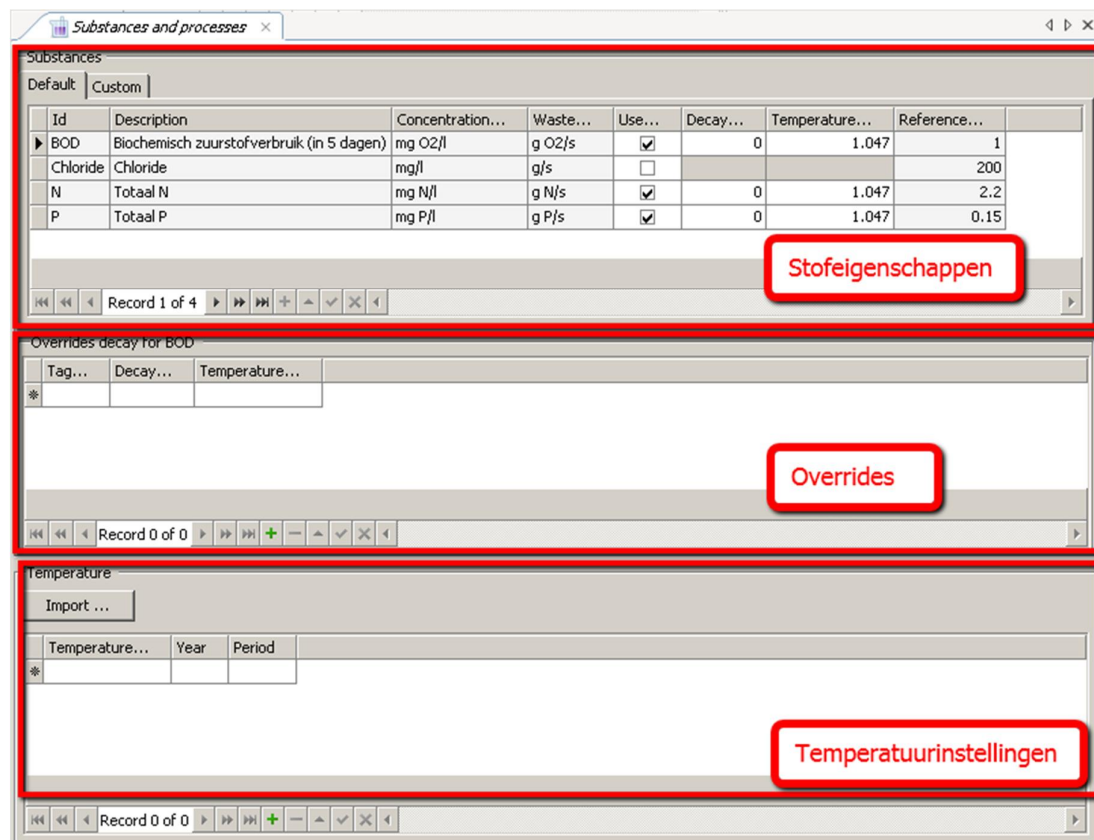 Substances and processes
Substances
Default Custom
Id Description Concentration... Waste... Use... Decay... Temperature... Reference...
BOD Biochemisch zuurstofverbruik (in 5 dagen) mg O2/l g O2/s 0 1.047 1
Chloride Chloride mg/l g/s 200
N Totaal N mg N/l g N/s 0 1.047 2.2
P Totaal P mg P/l g P/s 0 1.047 0.15
Stofeigenschappen
Record 1 of 4
Overrides decay for BOD
Tag... Decay... Temperature...
Overrides
Record 0 of 0
Temperature
Import ...
Temperature... Year Period
Temperatuurinstellingen
Record 0 of 0